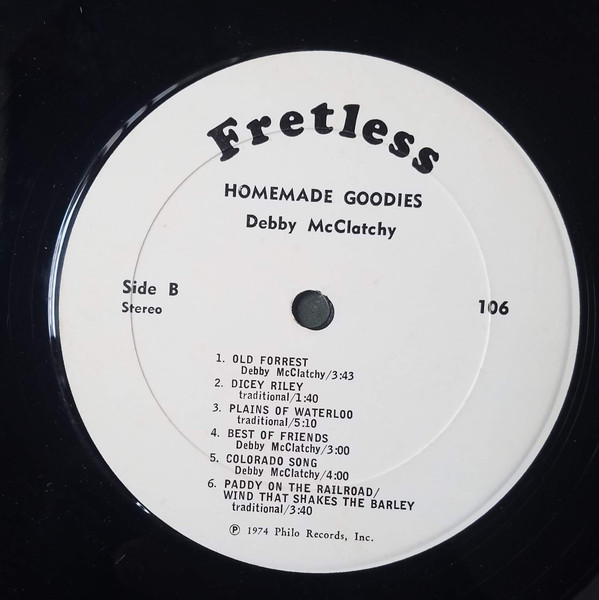 Fretless
HOMEMADE GOODIES
Debby McClatchy
Side B
Stereo
106
1. OLD FORREST
Debby McClatchy/3:43
2. DICEY RILEY
traditional/1:40
3. PLAINS OF WATERLOO
traditional/5:10
4. BEST OF FRIENDS
Debby McClatchy/3:00
5. COLORADO SONG
Debby McClatchy/4:00
6. PADDY ON THE RAILROAD/
WIND THAT SHAKES THE BARLEY
traditional/3:40
℗ 1974 Philo Records, Inc.